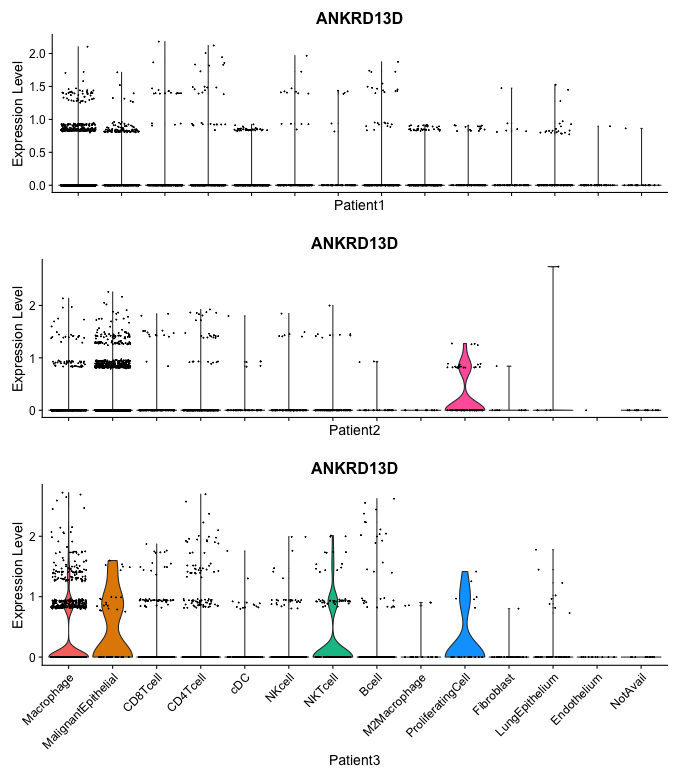 ANKRD13D
Expression Level
2.0
1.5
1.0
0.5
0.0
Patient1
ANKRD13D
Expression Level
2
1
0
Patient2
ANKRD13D
Expression Level
2
1
0
Macrophage
MalignantEpithelial
CD8Tcell
CD4Tcell
cDC
NKcell
NKTcell
Bcell
M2Macrophage
ProliferatingCell
Fibroblast
LungEpithelium
Endothelium
NotAvail
Patient3